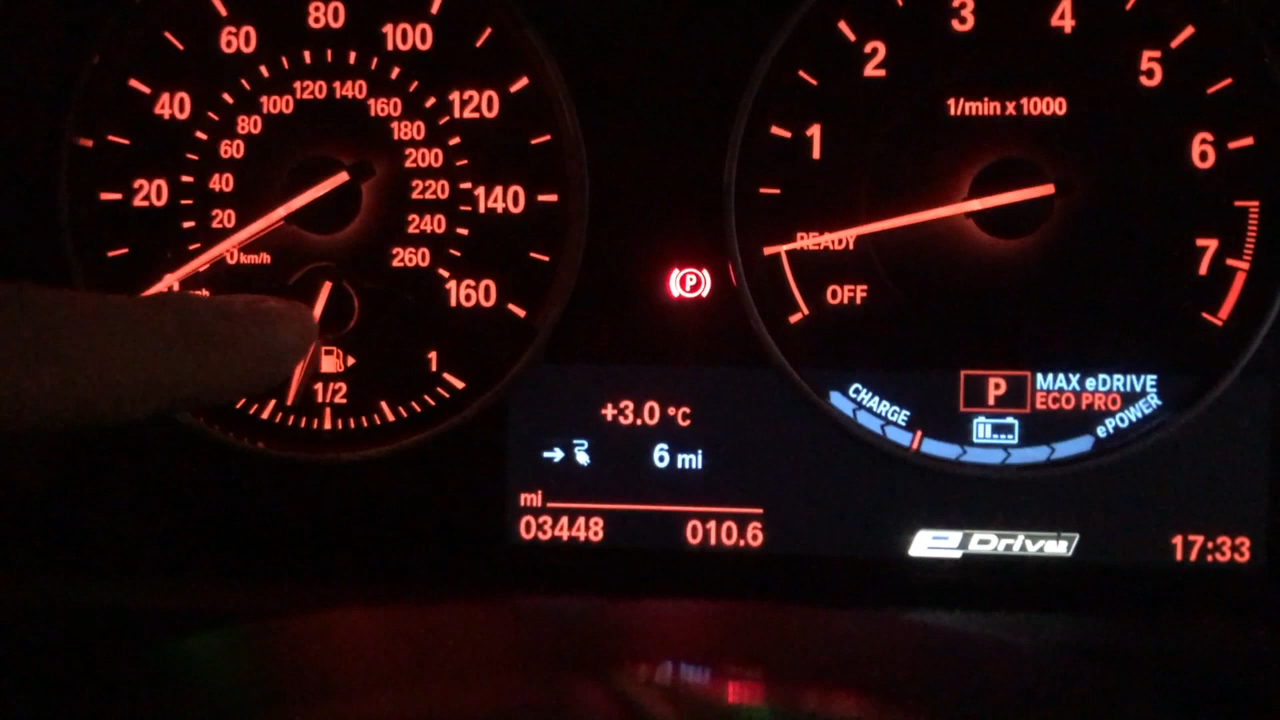 80
60
100
40
120
20
140
160
120 140
100
160
80
180
60
200
40
220
20
240
0 km/h
260
1/2
1
3
4
2
5
1/min x 1000
1
6
READY
7
OFF
P
P
MAX eDRIVE
ECO PRO
CHARGE
ePOWER
+3.0 °C
6 mi
mi
03448
010.6
eDrive
17:33